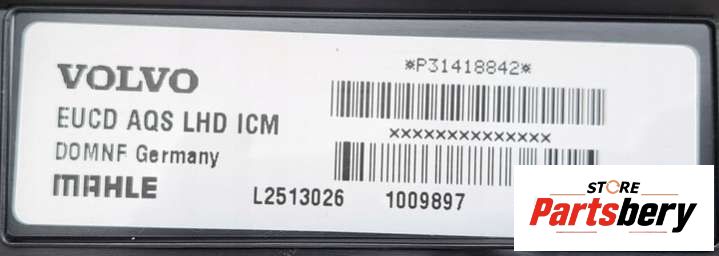 VOLVO
EUCD AQS LHD ICM
DOMNF Germany
MAHLE
*P31418842*
xxxxxxxxxxxxxx
L2513026 1009897
STORE
Partsbery